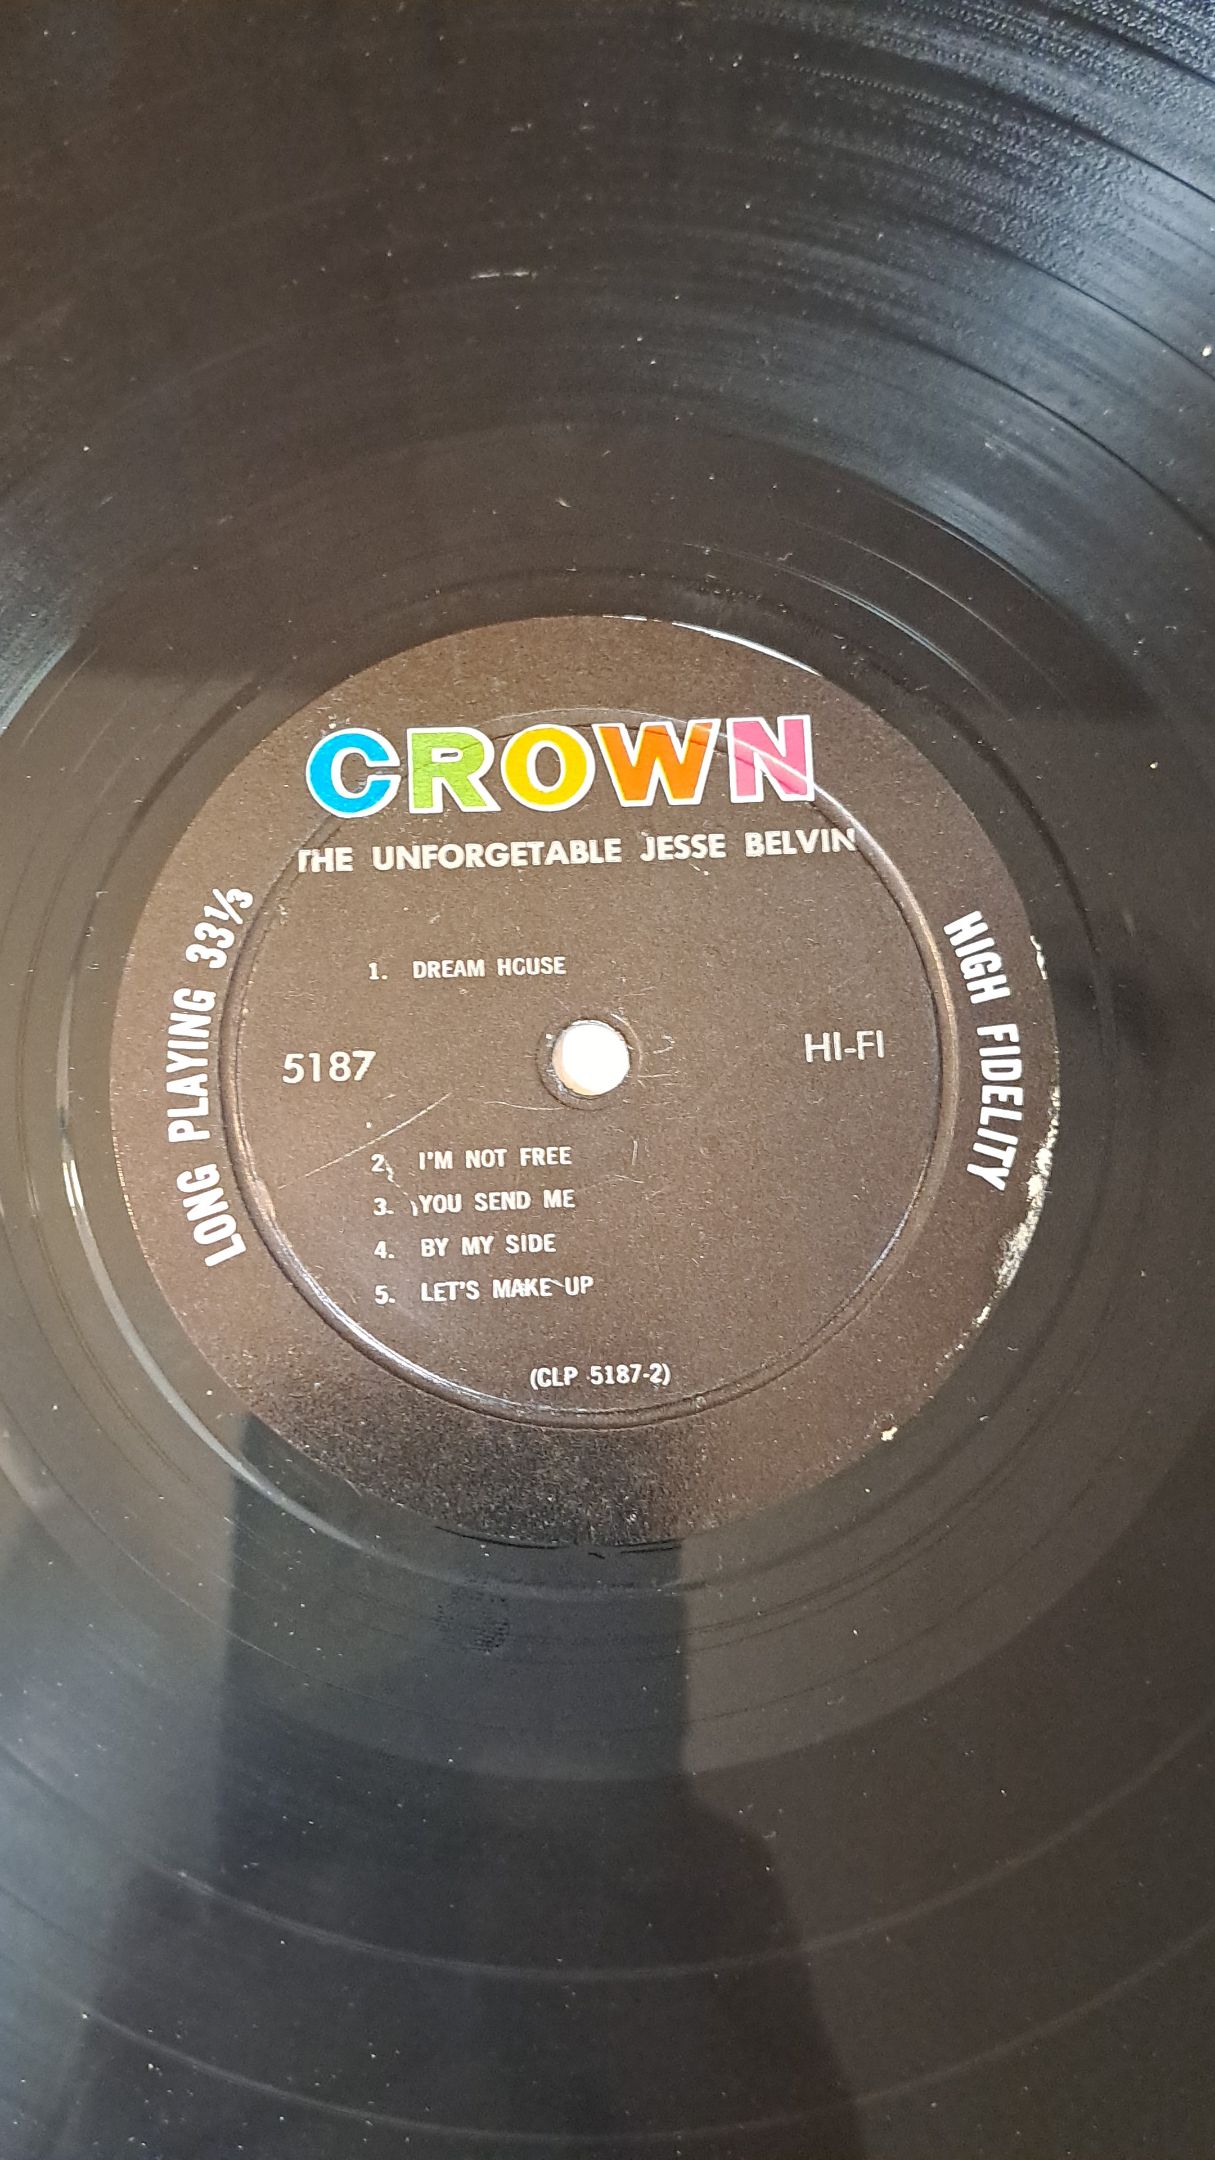 CROWN
THE UNFORGETABLE JESSE BELVIN
LONG PLAYING 33⅓
HIGH FIDELITY
1. DREAM HOUSE
5187
HI-FI
2. I'M NOT FREE
3. YOU SEND ME
4. BY MY SIDE
5. LET'S MAKE UP
(CLP 5187-2)